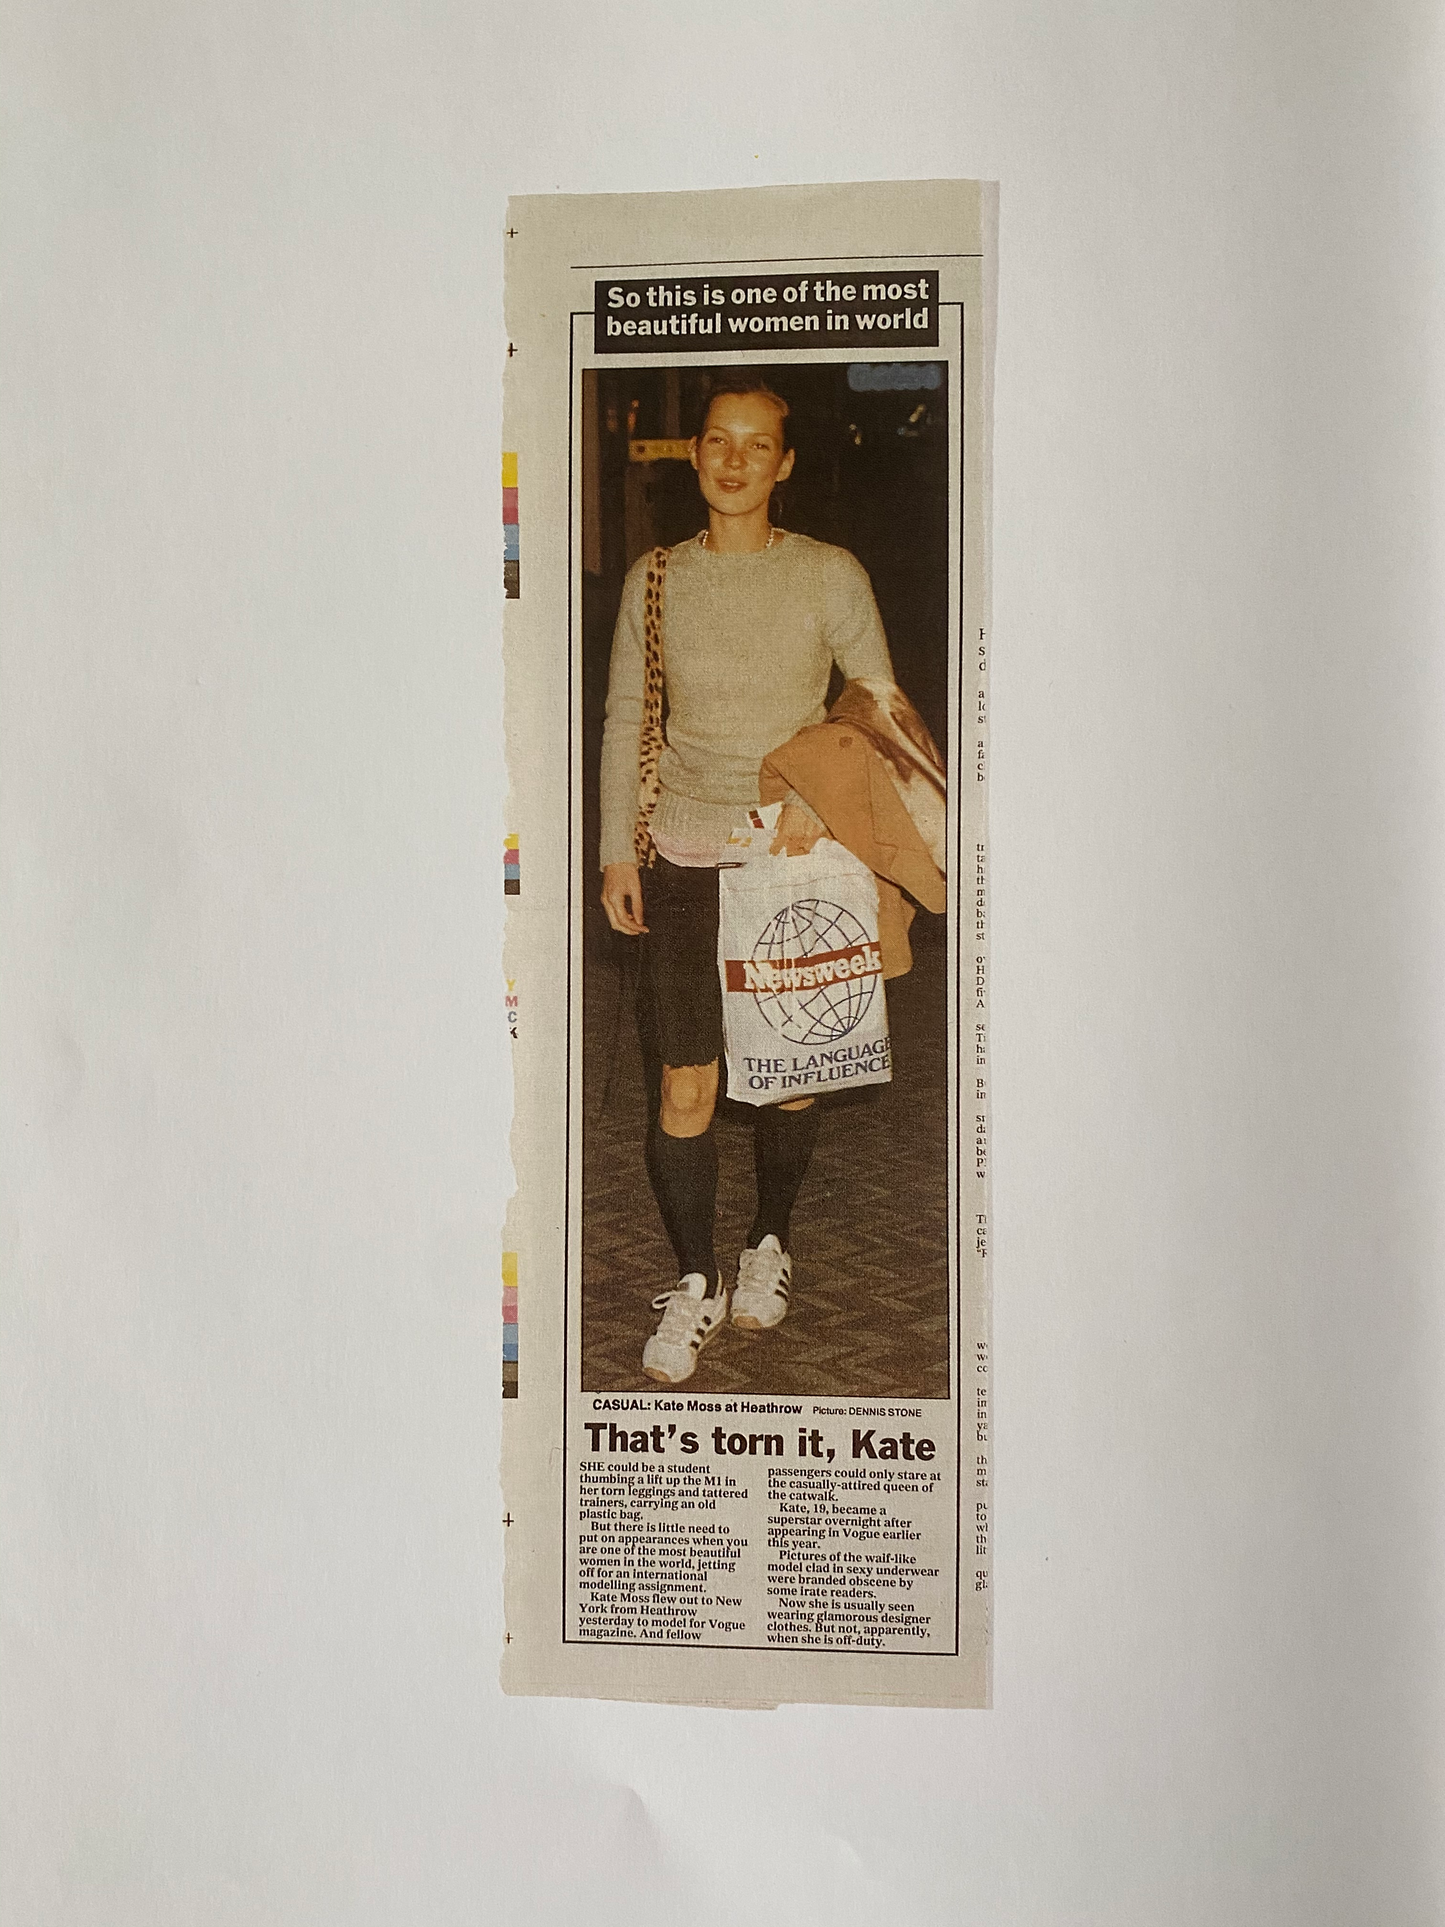 So this is one of the most
beautiful women in world
Newsweek
THE LANGUAGE
OF INFLUENCE
CASUAL: Kate Moss at Heathrow Picture: DENNIS STONE
That's torn it, Kate
SHE could be a student
thumbing a lift up the M1 in
her torn leggings and tattered
trainers, carrying an old
plastic bag.
But there is little need to
put on appearances when you
are one of the most beautiful
women in the world, jetting
off for an international
modelling assignment.
Kate Moss flew out to New
York from Heathrow
yesterday to model for Vogue
magazine. And fellow
passengers could only stare at
the casually-attired queen of
the catwalk.
Kate, 19, became a
superstar overnight after
appearing in Vogue earlier
this year.
Pictures of the waif-like
model clad in sexy underwear
were branded obscene by
some irate readers.
Now she is usually seen
wearing glamorous designer
clothes. But not, apparently,
when she is off-duty.
Y
M
C
K